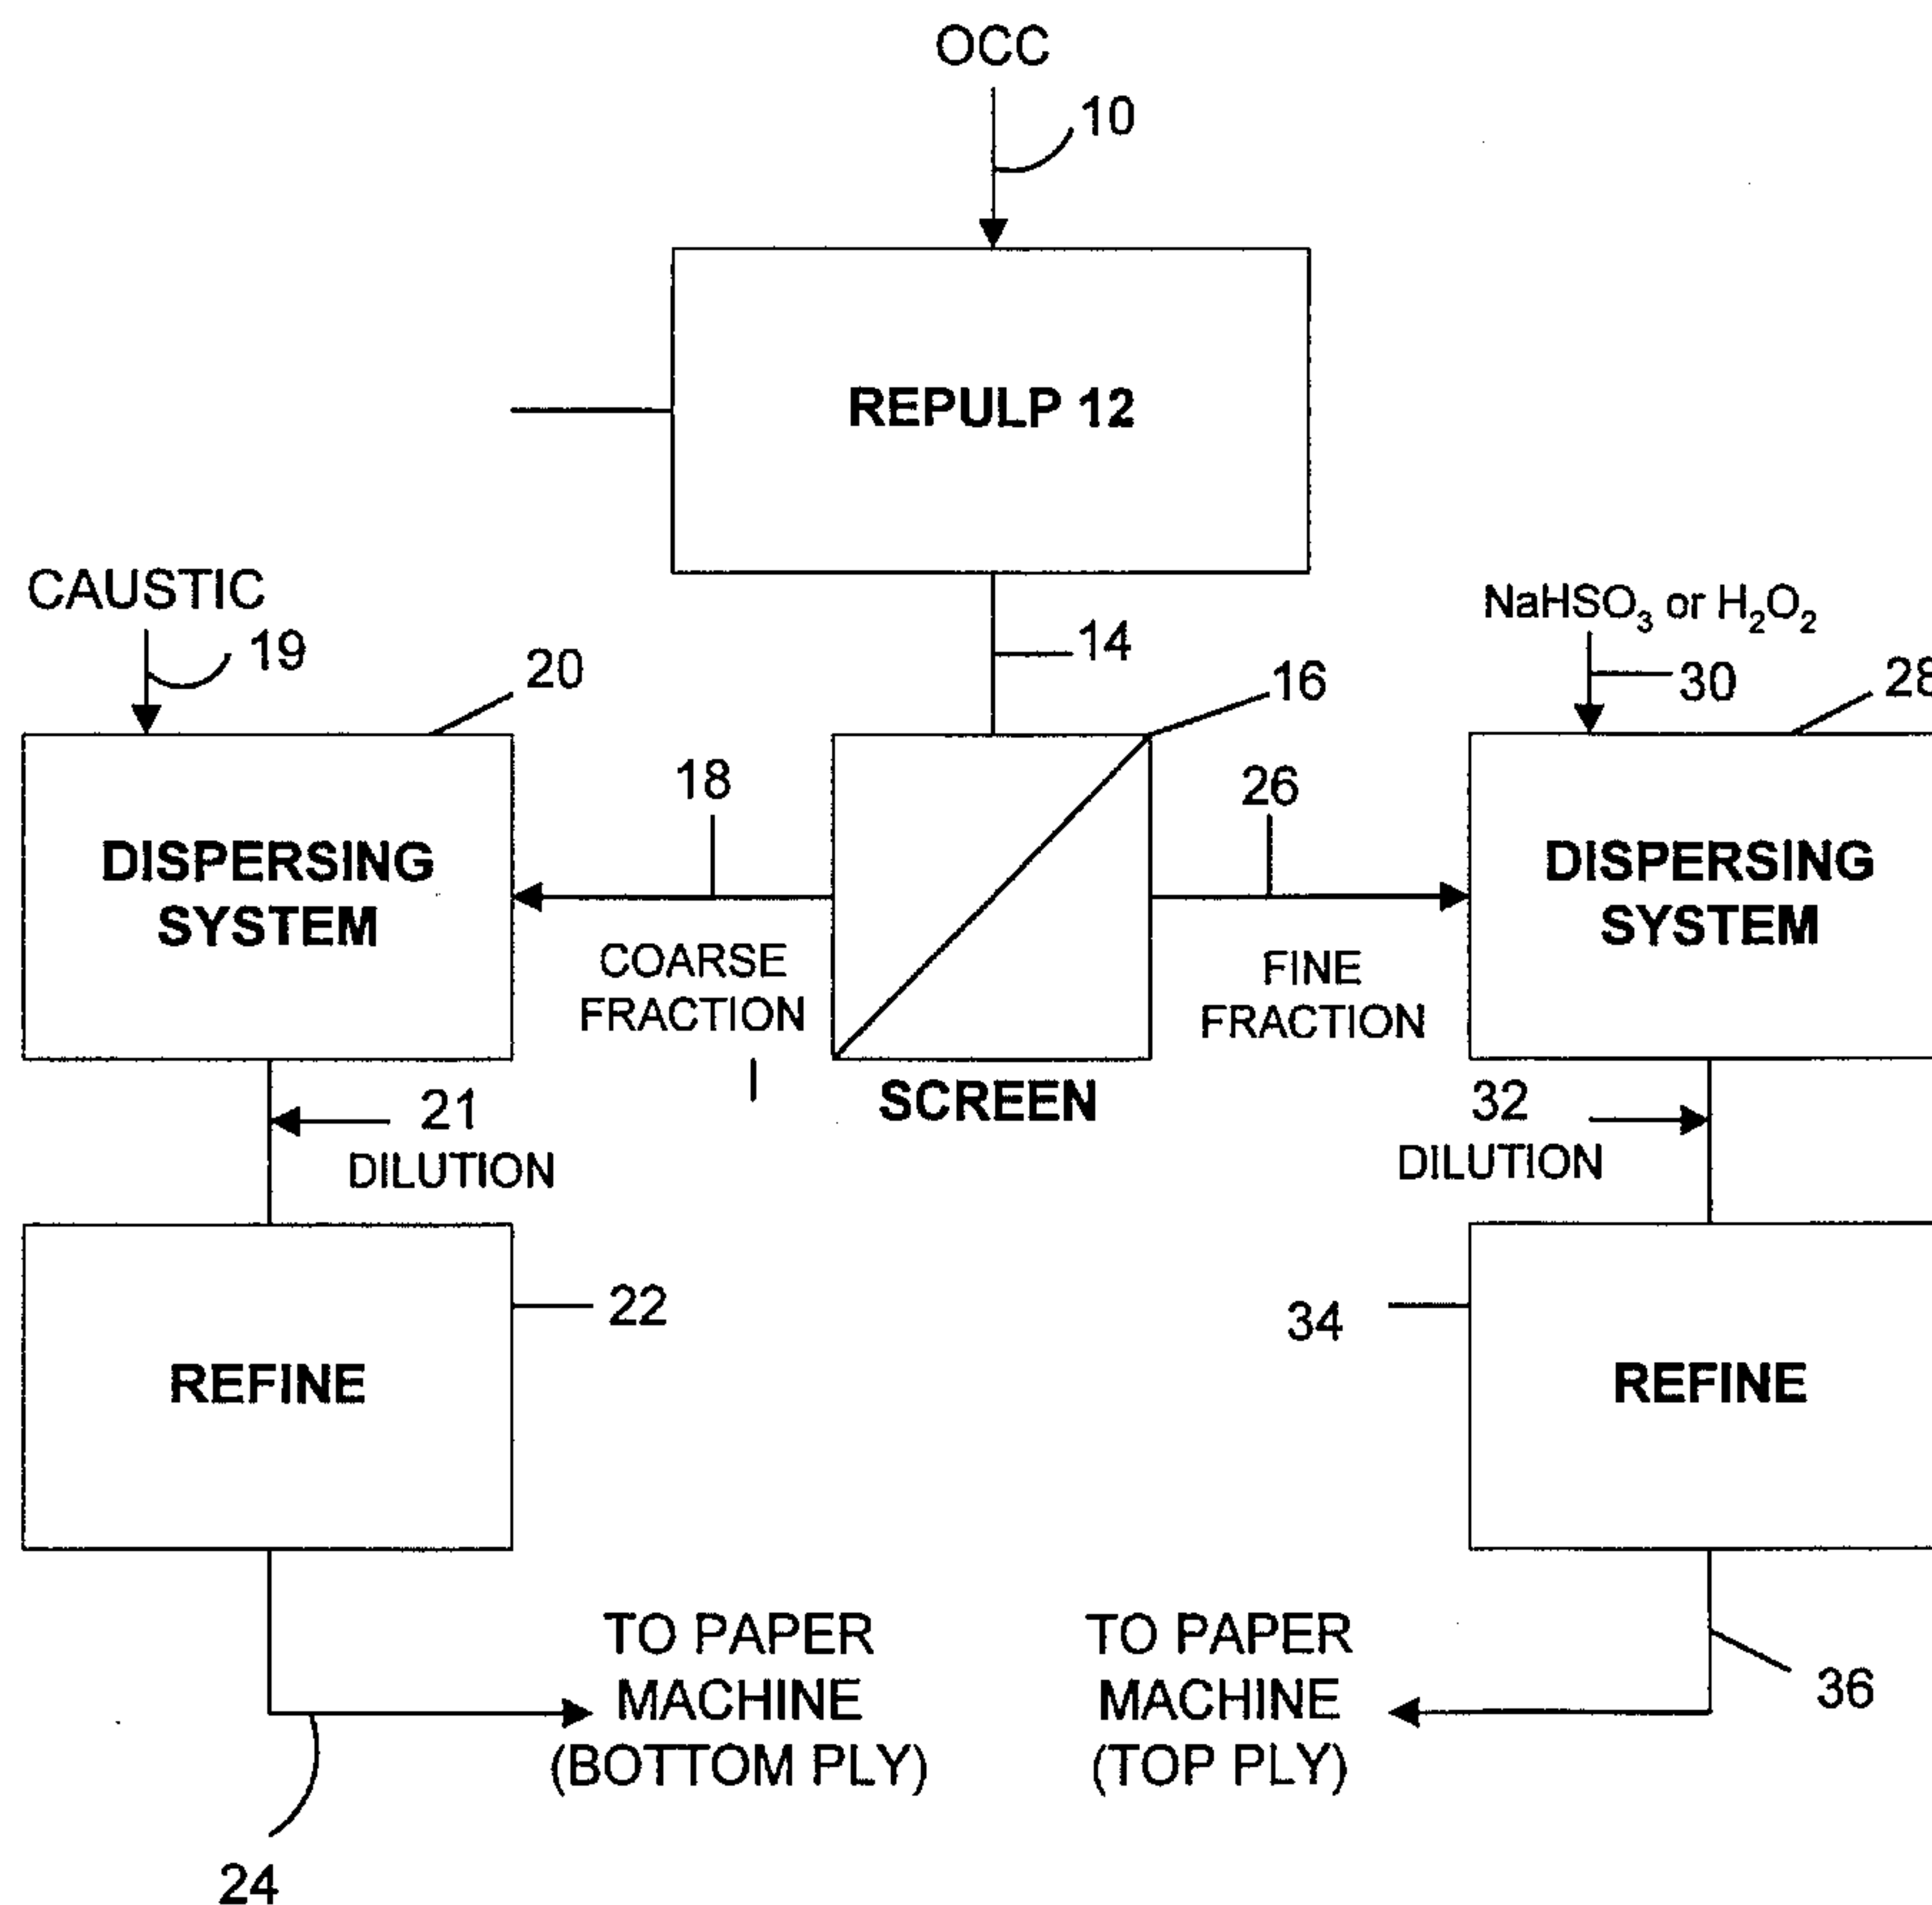 OCC
10
REPULP 12
CAUSTIC
19
20
14
16
NaHSO₃ or H₂O₂
30
28
18
26
DISPERSING
SYSTEM
COARSE
FRACTION
FINE
FRACTION
DISPERSING
SYSTEM
SCREEN
21
DILUTION
32
DILUTION
22
34
REFINE
REFINE
TO PAPER
MACHINE
(BOTTOM PLY)
TO PAPER
MACHINE
(TOP PLY)
36
24